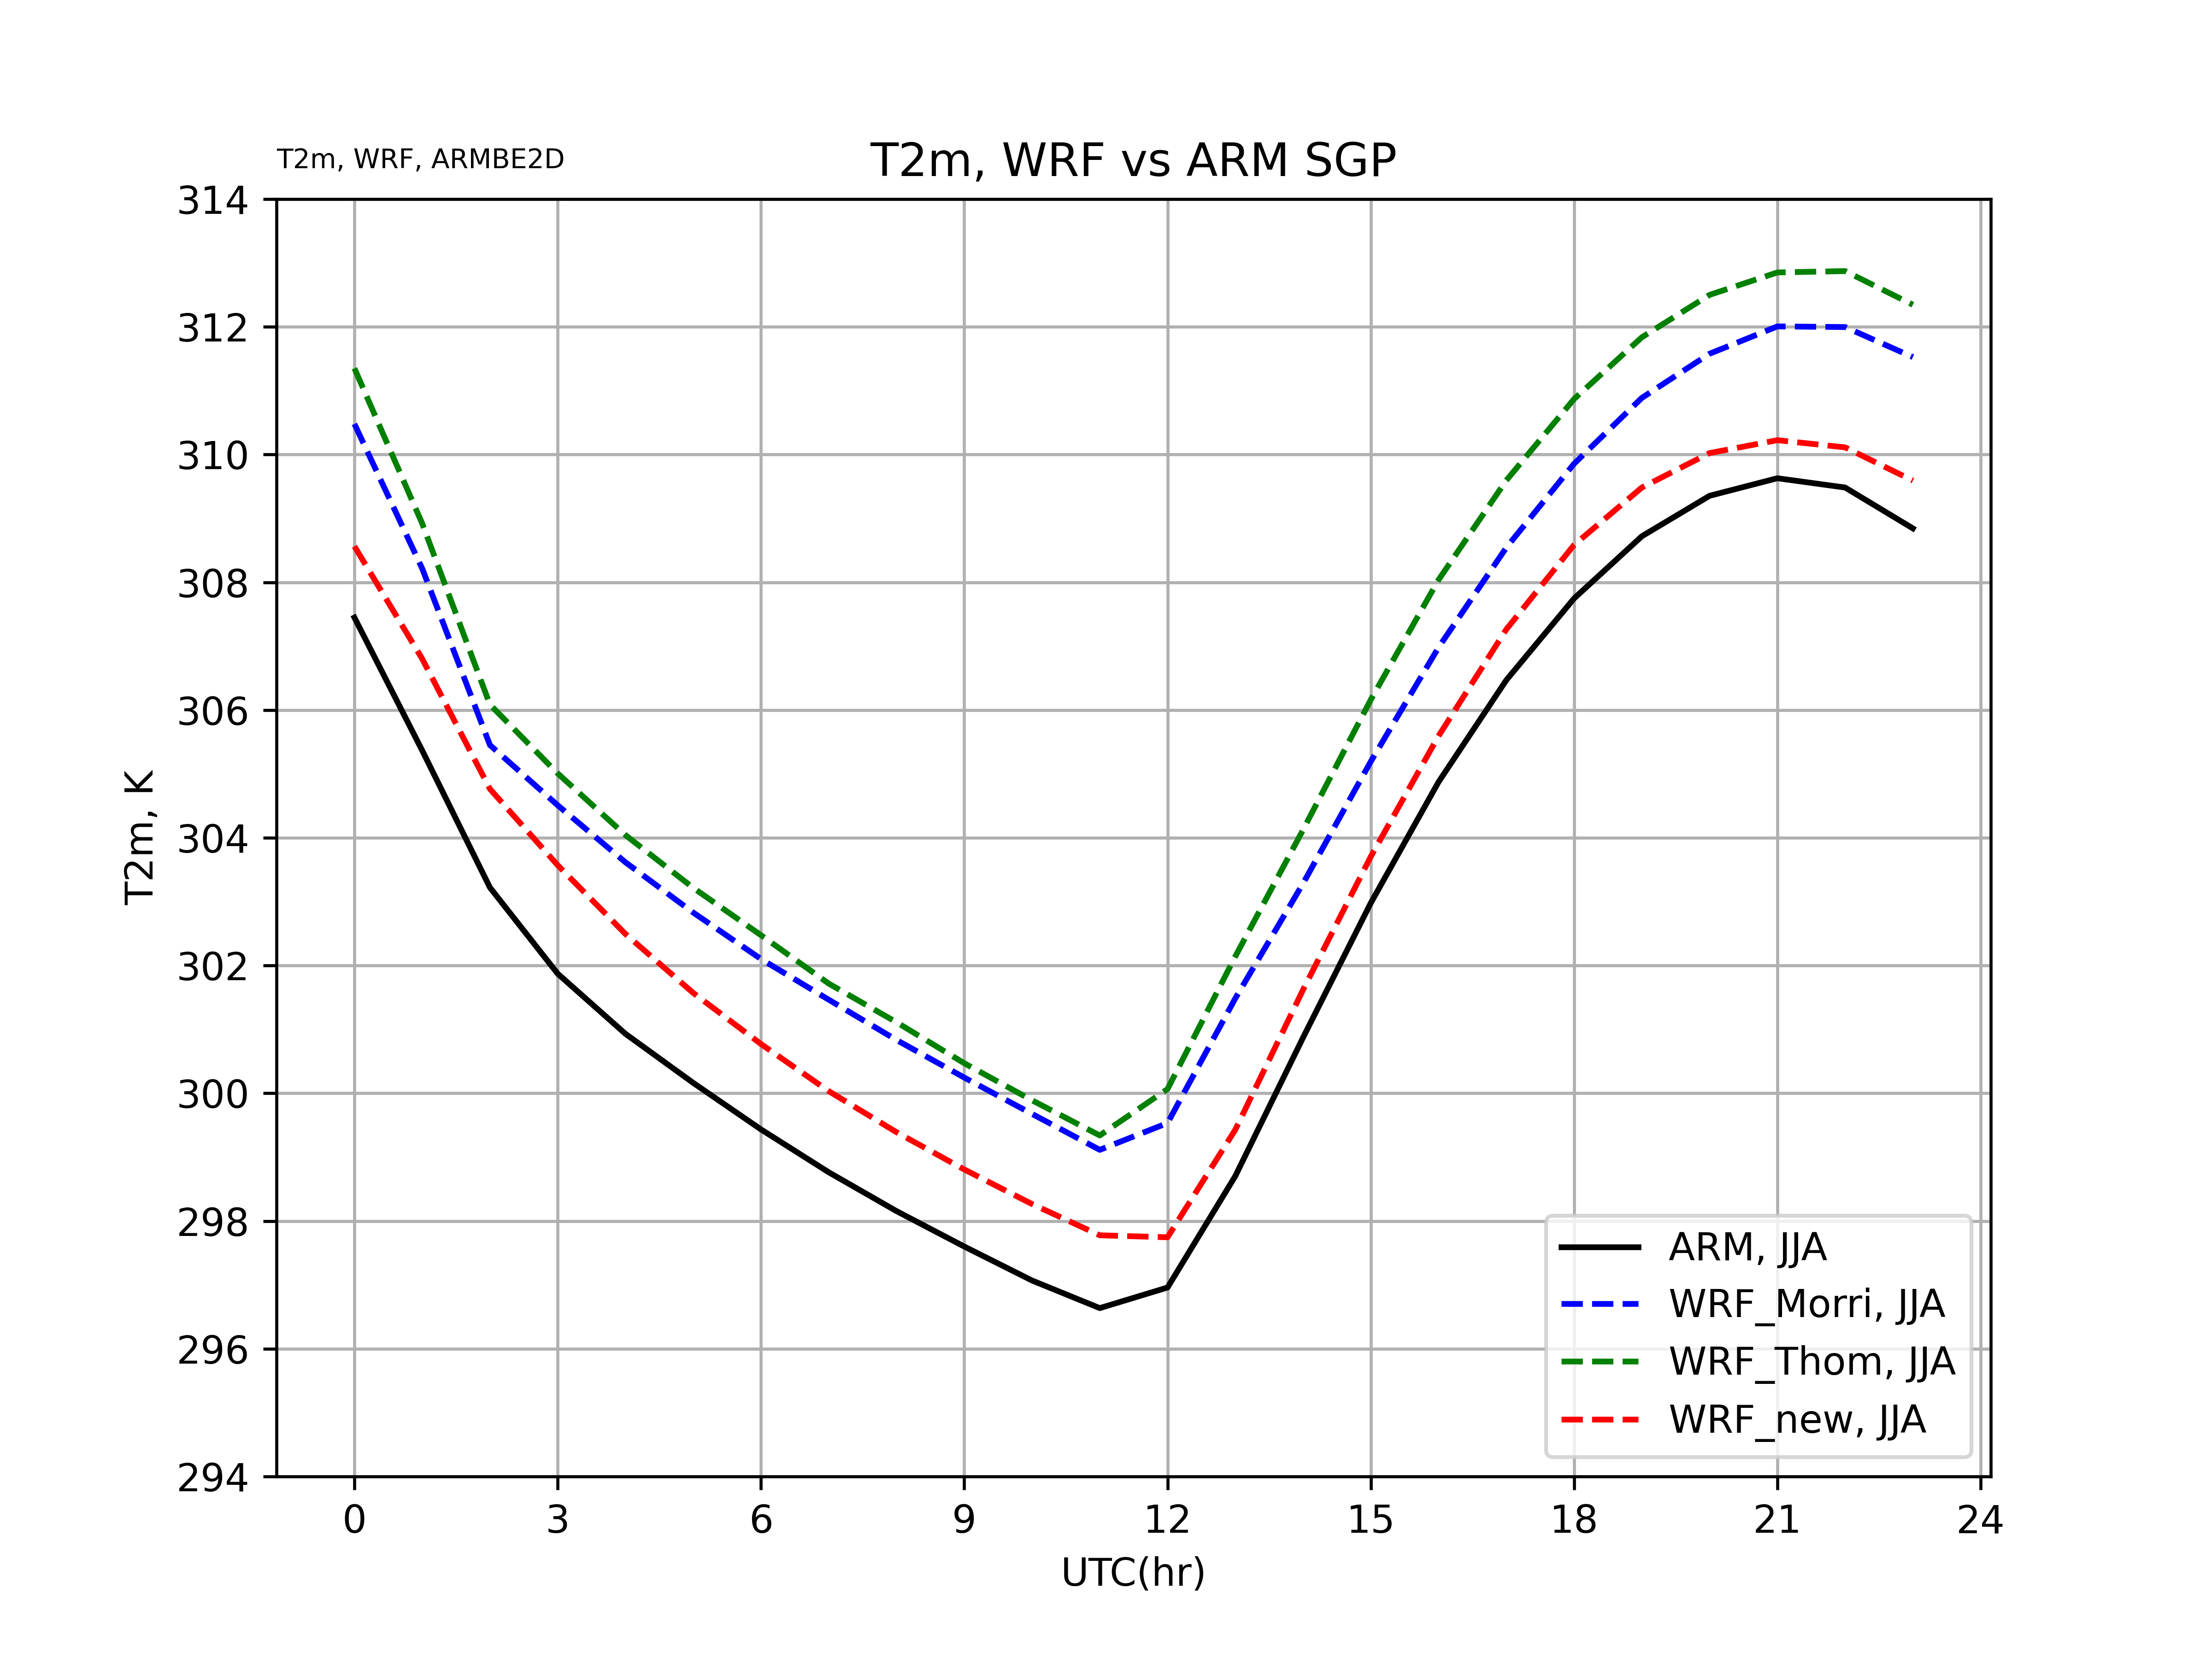 T2m, WRF, ARMBE2D
T2m, WRF vs ARM SGP
314
312
310
308
306
304
302
300
298
296
294
T2m, K
0 3 6 9 12 15 18 21 24
UTC(hr)
ARM, JJA
WRF_Morri, JJA
WRF_Thom, JJA
WRF_new, JJA